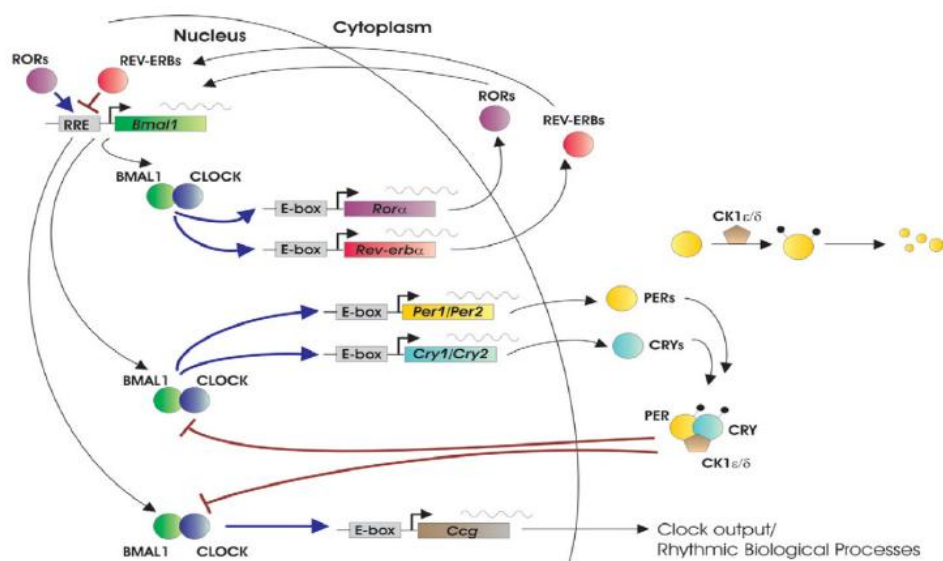 Nucleus
Cytoplasm
RORs
REV-ERBs
RORs
REV-ERBs
RRE
Bmal1
BMAL1
CLOCK
E-box
Rorα
E-box
Rev-erbα
CK1ε/δ
E-box
Per1/Per2
PERs
E-box
Cry1/Cry2
CRYs
BMAL1
CLOCK
PER
CRY
CK1ε/δ
E-box
Ccg
Clock output/
Rhythmic Biological Processes
BMAL1
CLOCK